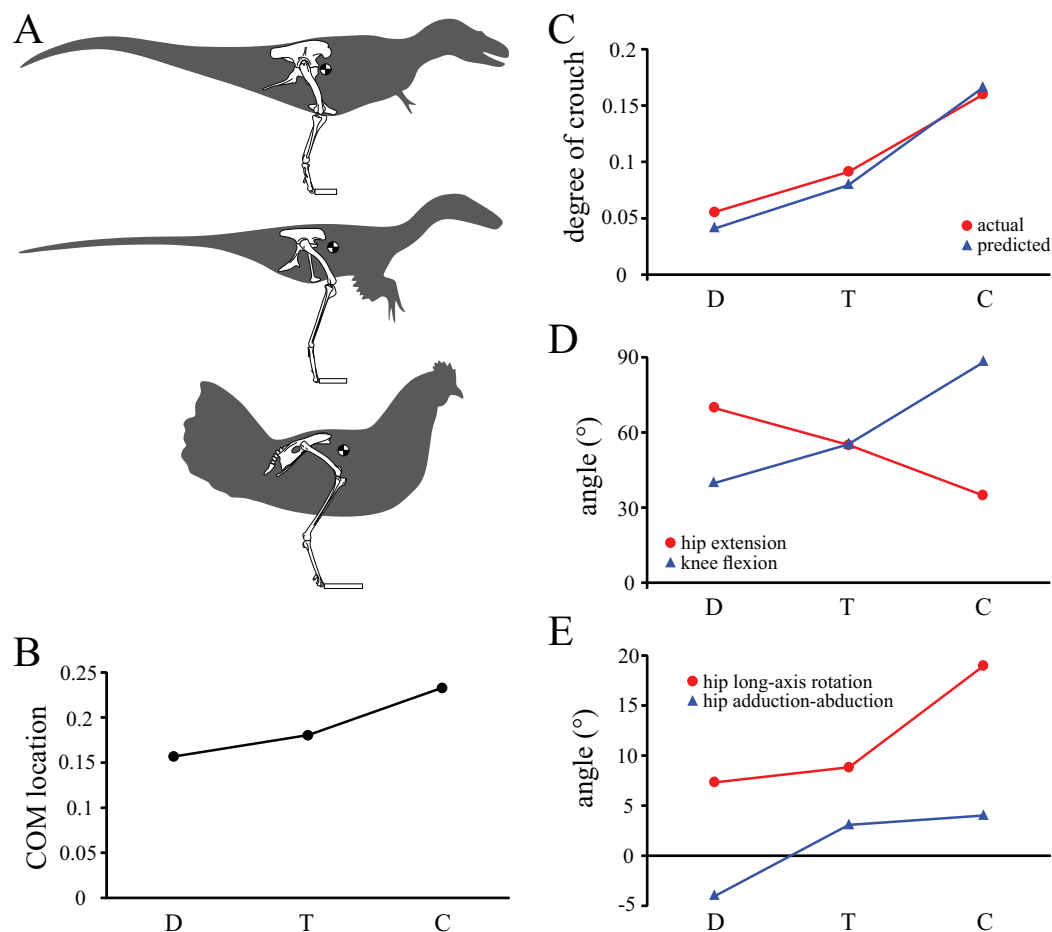 A
B
COM location
0.25
0.2
0.15
0.1
0.05
0
D T C
C
degree of crouch
0.2
0.15
0.1
0.05
0
actual
predicted
D T C
D
angle (°)
90
60
30
0
hip extension
knee flexion
D T C
E
angle (°)
20
15
10
5
0
-5
hip long-axis rotation
hip adduction-abduction
D T C